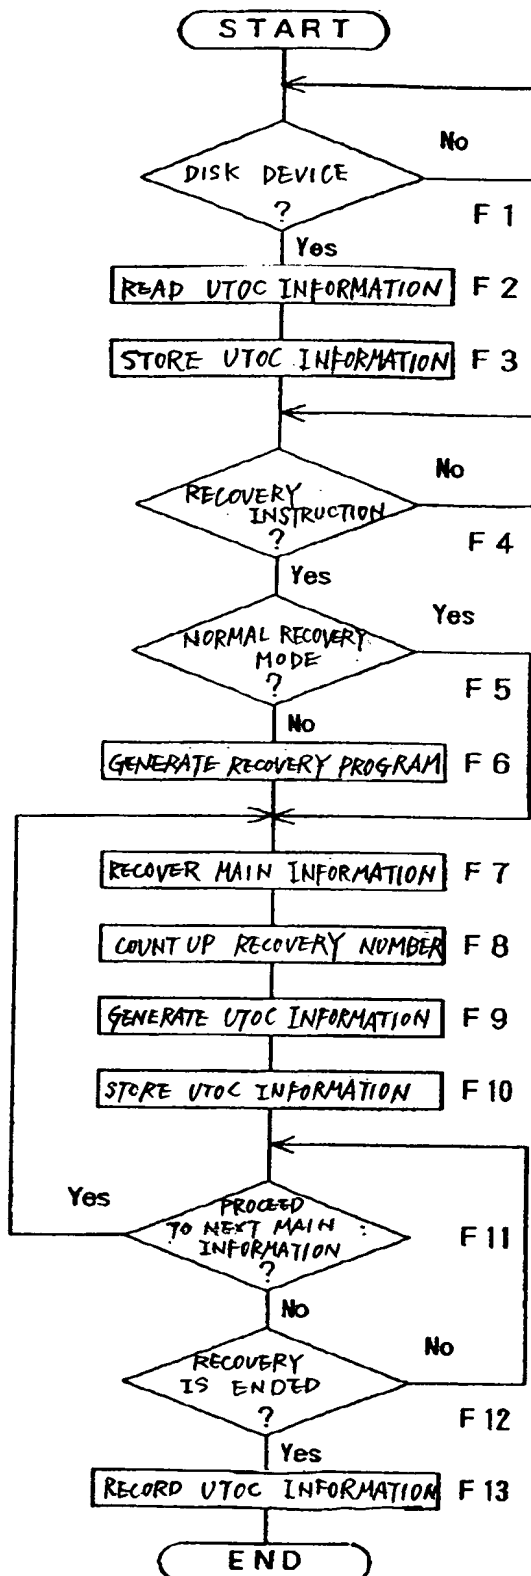 START
No
DISK DEVICE
?
F 1
Yes
READ UTOC INFORMATION F 2
STORE UTOC INFORMATION F 3
No
RECOVERY
INSTRUCTION
?
F 4
Yes
Yes
NORMAL RECOVERY
MODE
?
F 5
No
GENERATE RECOVERY PROGRAM F 6
RECOVER MAIN INFORMATION F 7
COUNT UP RECOVERY NUMBER F 8
GENERATE UTOC INFORMATION F 9
STORE UTOC INFORMATION F 10
Yes
PROCEED
TO NEXT MAIN
INFORMATION
?
F 11
No
No
RECOVERY
IS ENDED
?
F 12
Yes
RECORD UTOC INFORMATION F 13
END